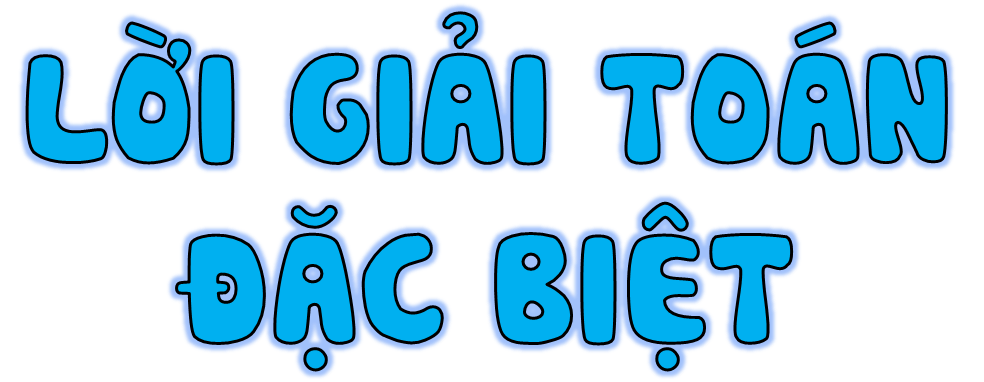 LỜI GIẢI TOÁN
ĐẶC BIỆT